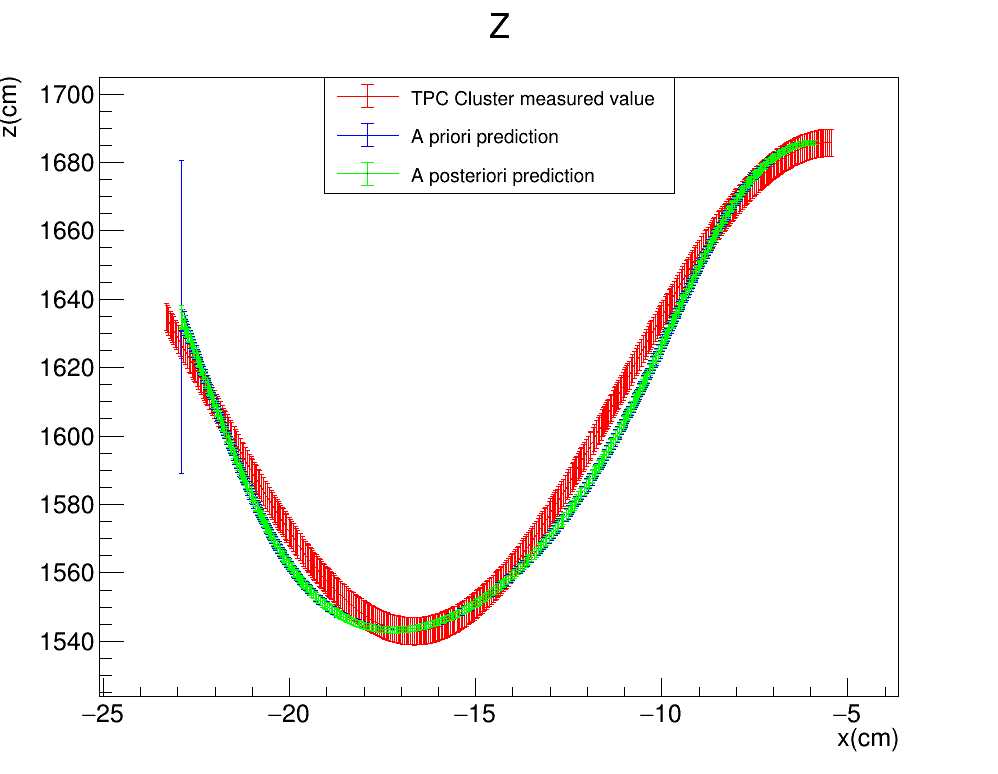 Z
z(cm)
1700
1680
1660
1640
1620
1600
1580
1560
1540
TPC Cluster measured value
A priori prediction
A posteriori prediction
−25 −20 −15 −10 −5
x(cm)